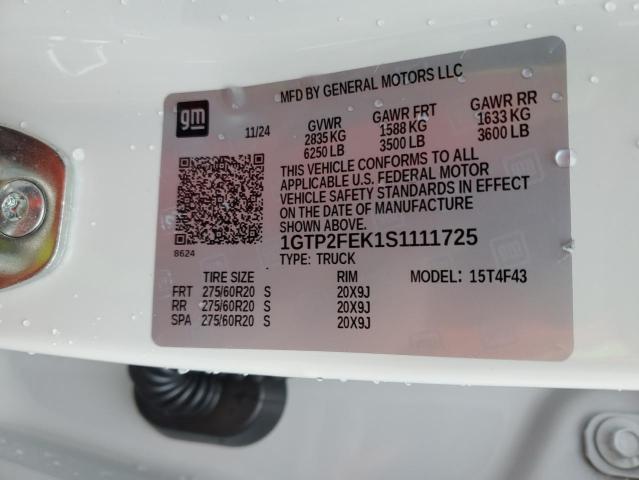 MFD BY GENERAL MOTORS LLC
gm
11/24
GVWR GAWR FRT GAWR RR
2835 KG 1588 KG 1633 KG
6250 LB 3500 LB 3600 LB
THIS VEHICLE CONFORMS TO ALL
APPLICABLE U.S. FEDERAL MOTOR
VEHICLE SAFETY STANDARDS IN EFFECT
ON THE DATE OF MANUFACTURE
SHOWN ABOVE.
8624
1GTP2FEK1S1111725
TYPE: TRUCK
TIRE SIZE RIM MODEL: 15T4F43
FRT 275/60R20 S 20X9J
RR 275/60R20 S 20X9J
SPA 275/60R20 S 20X9J